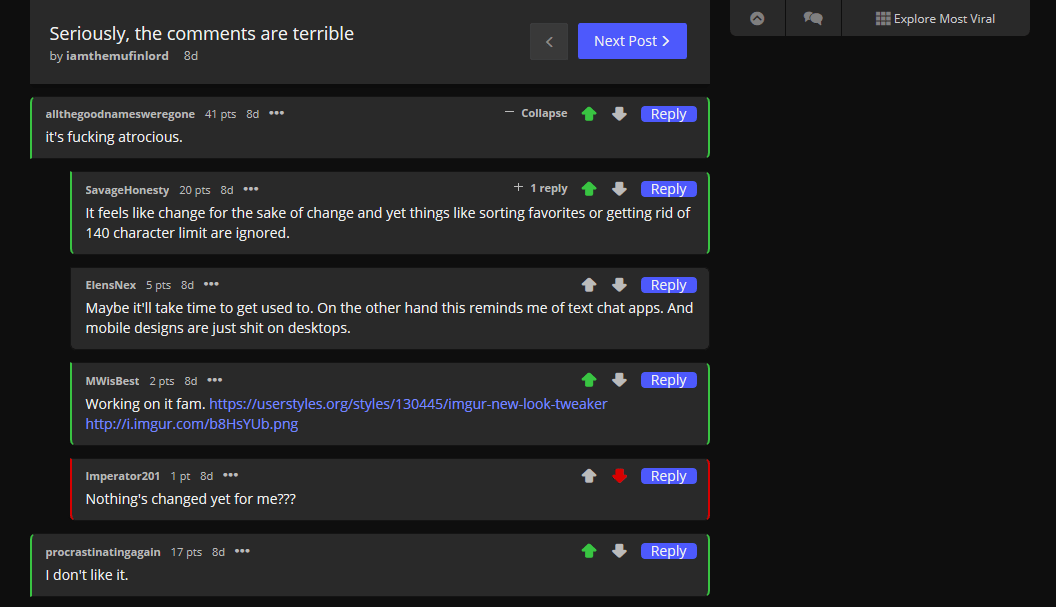 Seriously, the comments are terrible
by iamthemufinlord 8d
Next Post
Explore Most Viral
allthegoodnamesweregone 41 pts 8d ••• − Collapse Reply
it's fucking atrocious.
SavageHonesty 20 pts 8d ••• + 1 reply Reply
It feels like change for the sake of change and yet things like sorting favorites or getting rid of
140 character limit are ignored.
ElensNex 5 pts 8d ••• Reply
Maybe it'll take time to get used to. On the other hand this reminds me of text chat apps. And
mobile designs are just shit on desktops.
MWisBest 2 pts 8d ••• Reply
Working on it fam. https://userstyles.org/styles/130445/imgur-new-look-tweaker
http://i.imgur.com/b8HsYUb.png
Imperator201 1 pt 8d ••• Reply
Nothing's changed yet for me???
procrastinatingagain 17 pts 8d ••• Reply
I don't like it.